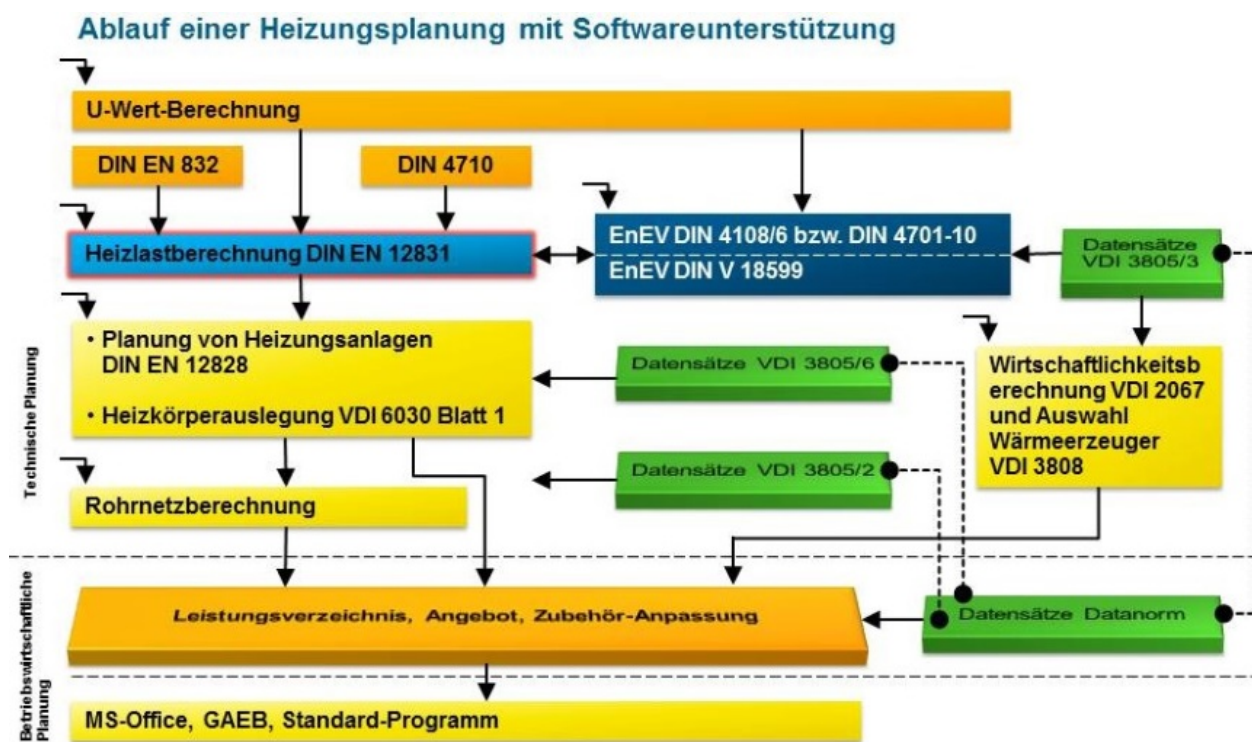 Ablauf einer Heizungsplanung mit Softwareunterstützung
U-Wert-Berechnung
DIN EN 832
DIN 4710
Heizlastberechnung DIN EN 12831
EnEV DIN 4108/6 bzw. DIN 4701-10
EnEV DIN V 18599
Datensätze
VDI 3805/3
• Planung von Heizungsanlagen
DIN EN 12828
• Heizkörperauslegung VDI 6030 Blatt 1
Datensätze VDI 3805/6
Wirtschaftlichkeitsb
erechnung VDI 2067
und Auswahl
Wärmeerzeuger
VDI 3808
Datensätze VDI 3805/2
Rohrnetzberechnung
Technische Planung
Leistungsverzeichnis, Angebot, Zubehör-Anpassung
Datensätze Datanorm
MS-Office, GAEB, Standard-Programm
Betriebswirtschaftliche
Planung